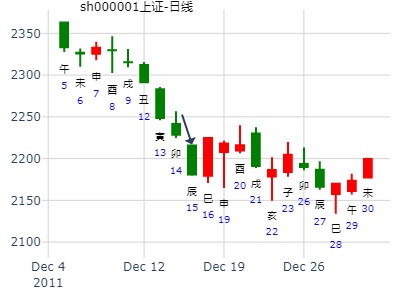 sh000001上证-日线
2350
2300
2250
2200
2150
2100
午
5
未
6
申
7
酉
8
戌
9
丑
12
寅
13
卯
14
辰
15
巳
16
申
19
酉
20
戌
21
亥
22
子
23
卯
26
辰
27
巳
28
午
29
未
30
Dec 4
2011
Dec 12
Dec 19
Dec 26